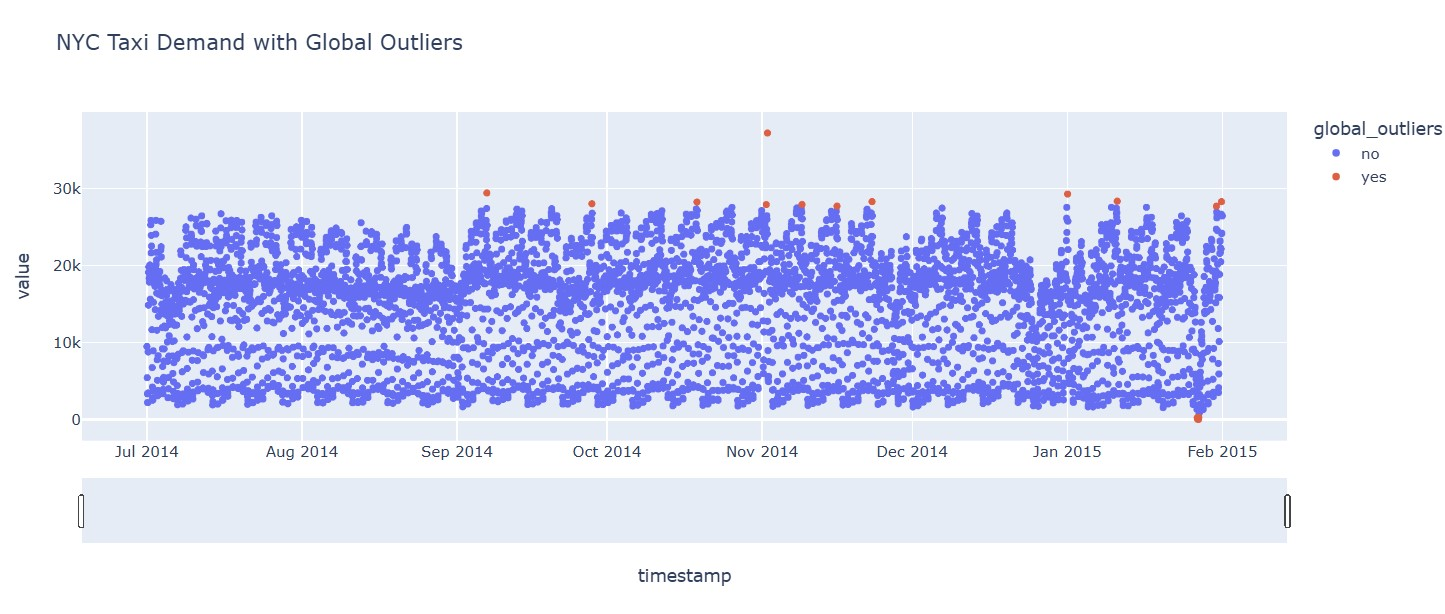 NYC Taxi Demand with Global Outliers
global_outliers
no
yes
value
30k
20k
10k
0
Jul 2014 Aug 2014 Sep 2014 Oct 2014 Nov 2014 Dec 2014 Jan 2015 Feb 2015
timestamp